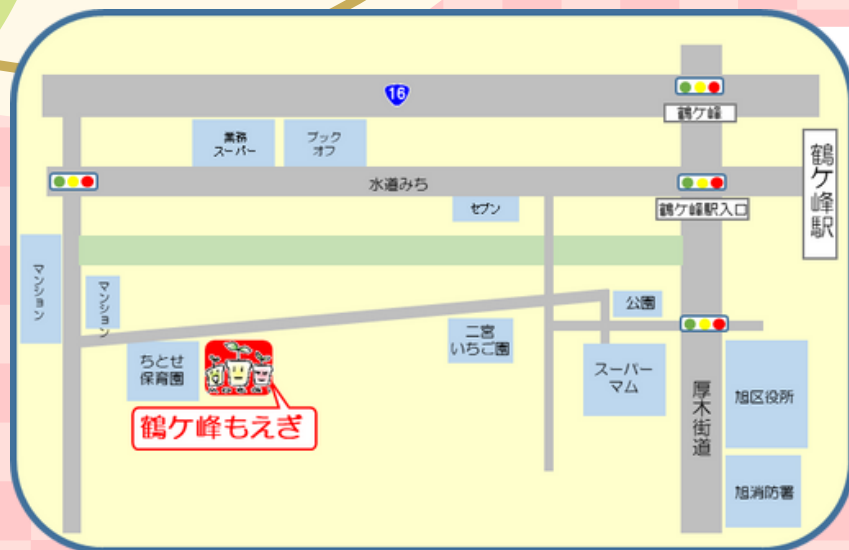 16
鶴ケ峰
業務
スーパー
ブック
オフ
鶴ケ峰駅
水道みち
セブン
鶴ケ峰駅入口
マンション
マンション
公園
二宮
いちご園
ちとせ
保育園
スーパー
マム
厚木街道
旭区役所
鶴ケ峰もえぎ
旭消防署